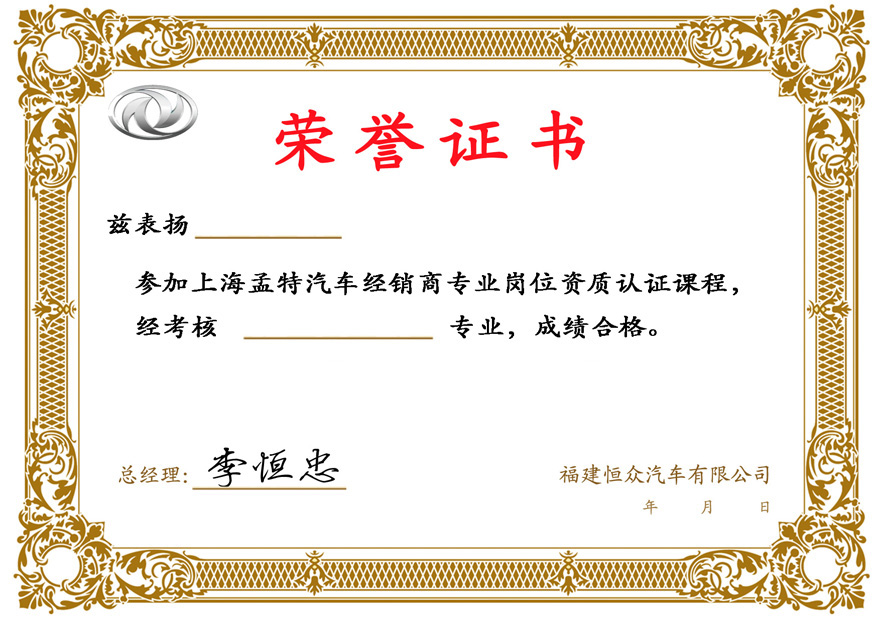 荣誉证书
兹表扬
参加上海孟特汽车经销商专业岗位资质认证课程，
经考核 专业，成绩合格。
总经理: 李恒忠
福建恒众汽车有限公司
年 月 日